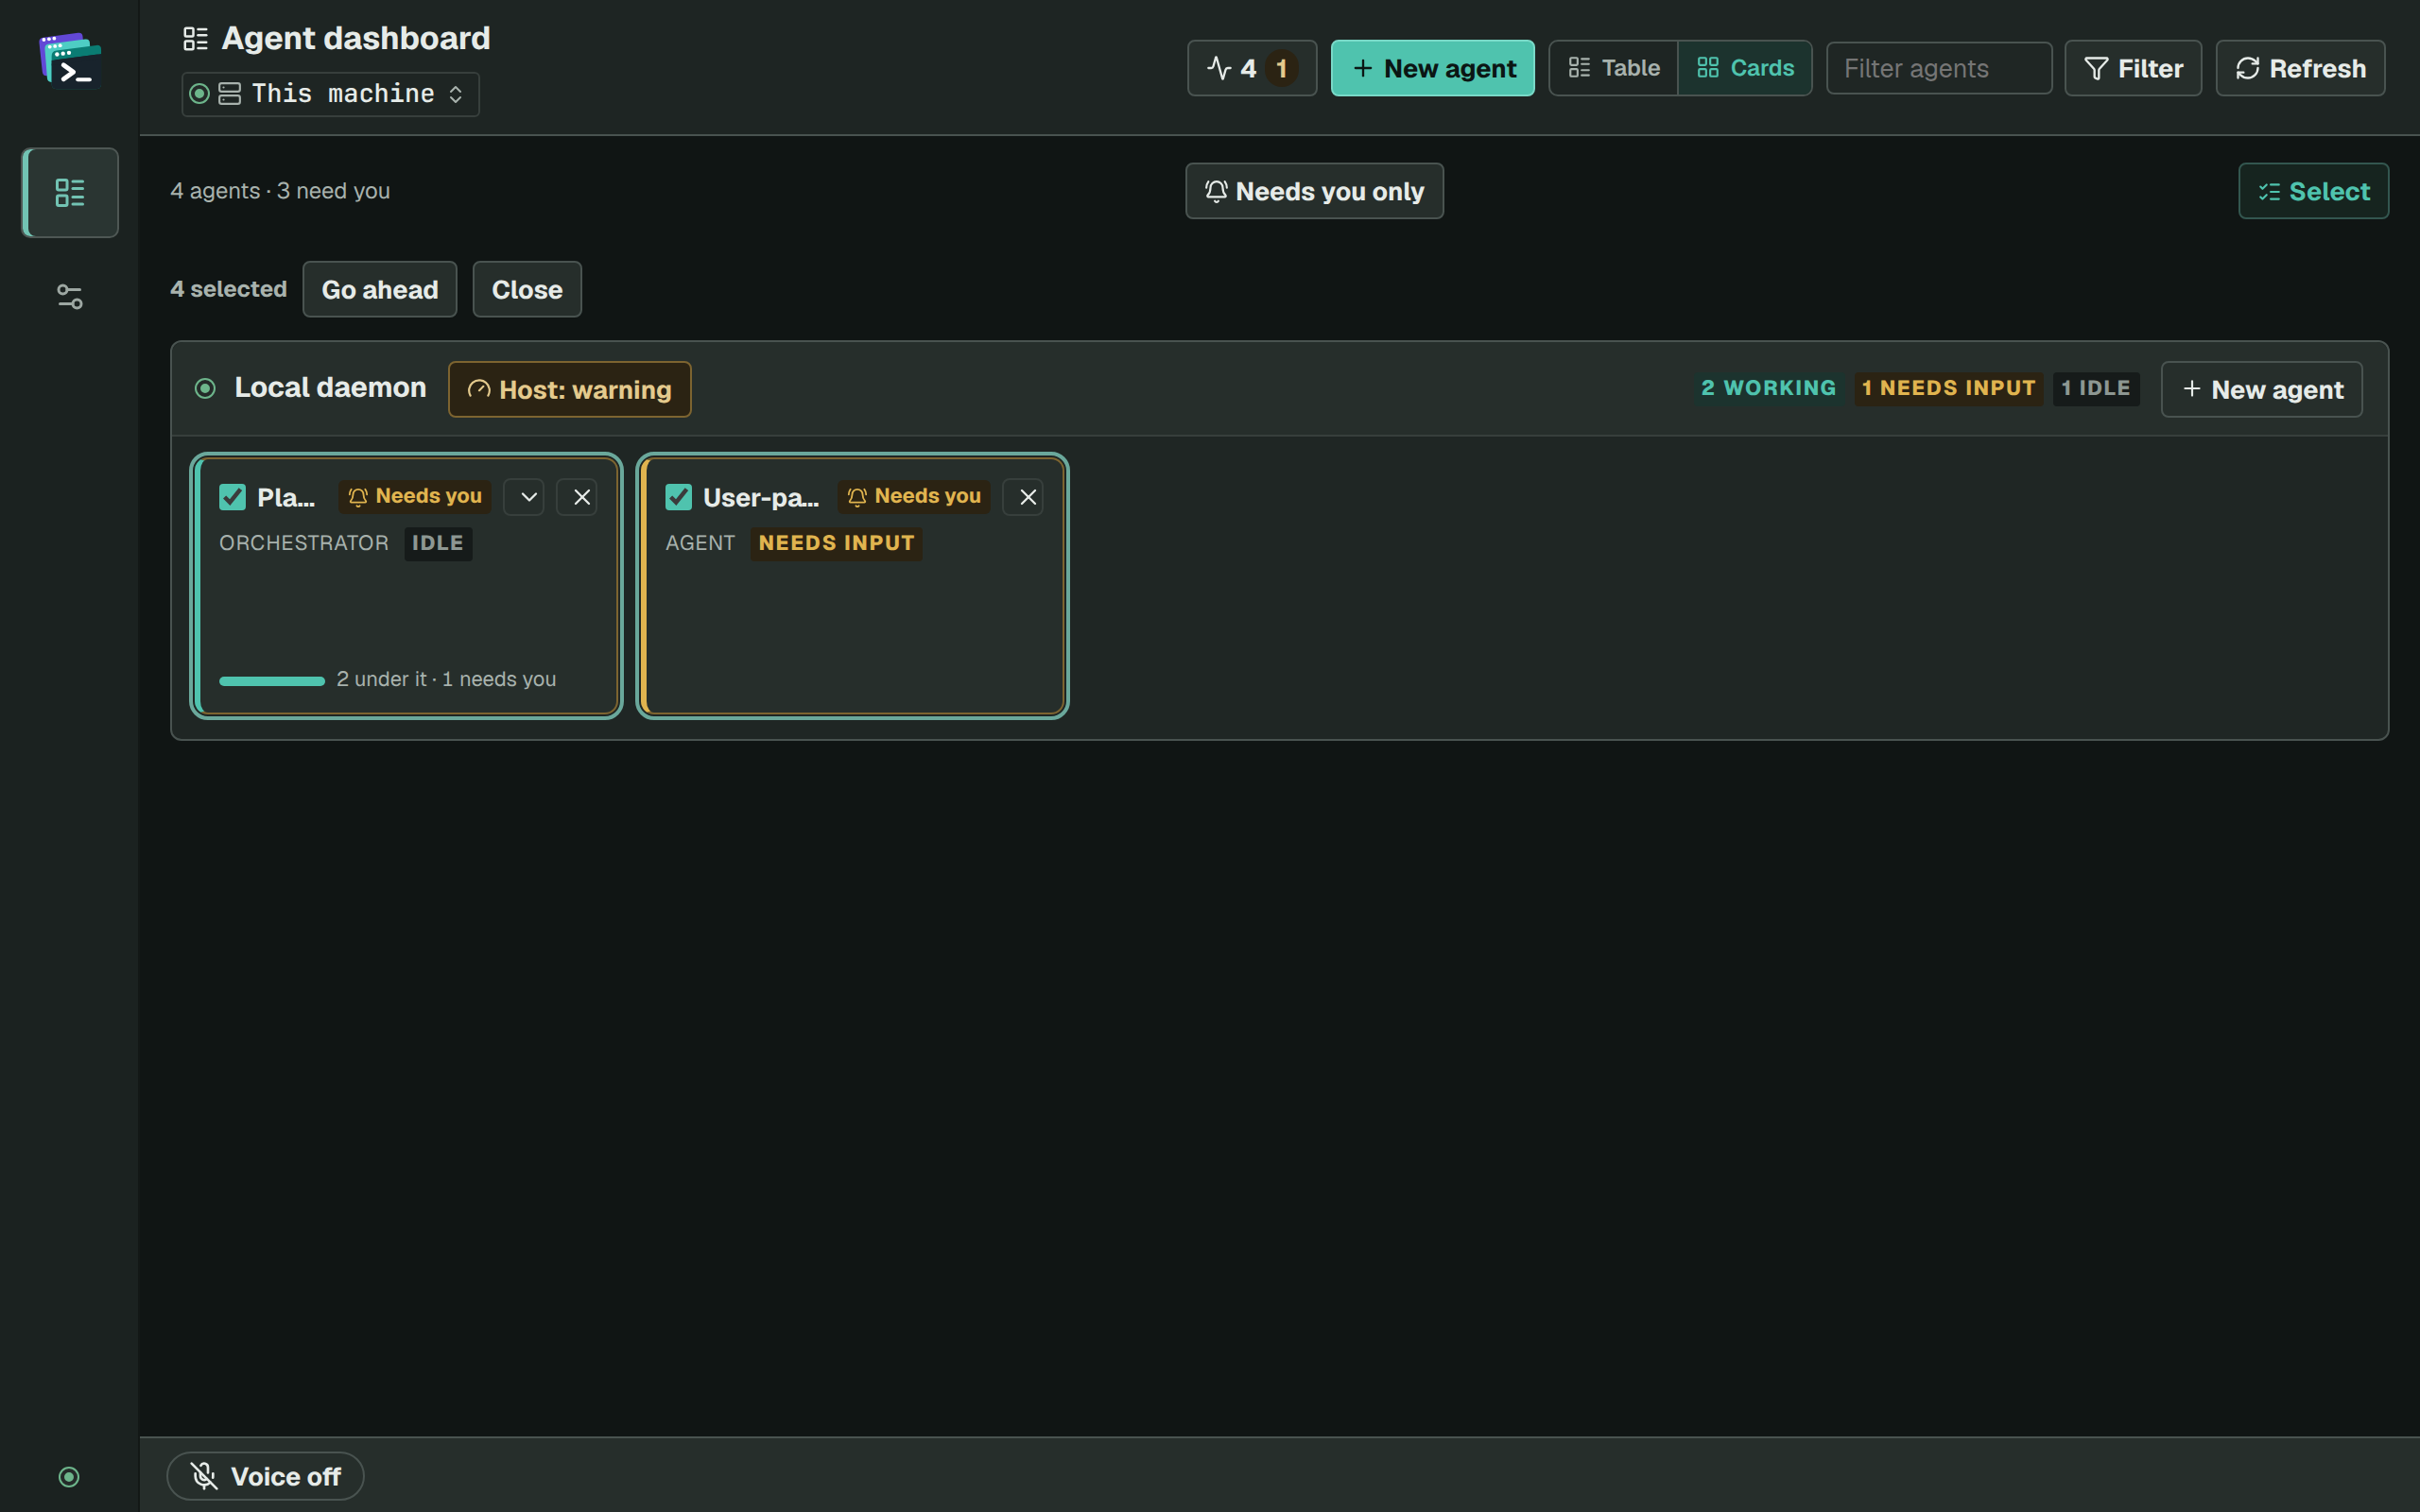 Agent dashboard
This machine
4 1
New agent
Table
Cards
Filter agents
Filter
Refresh
4 agents · 3 need you
Needs you only
Select
4 selected
Go ahead
Close
Local daemon
Host: warning
2 WORKING
1 NEEDS INPUT
1 IDLE
New agent
Pla...
Needs you
ORCHESTRATOR
IDLE
2 under it · 1 needs you
User-pa...
Needs you
AGENT
NEEDS INPUT
Voice off